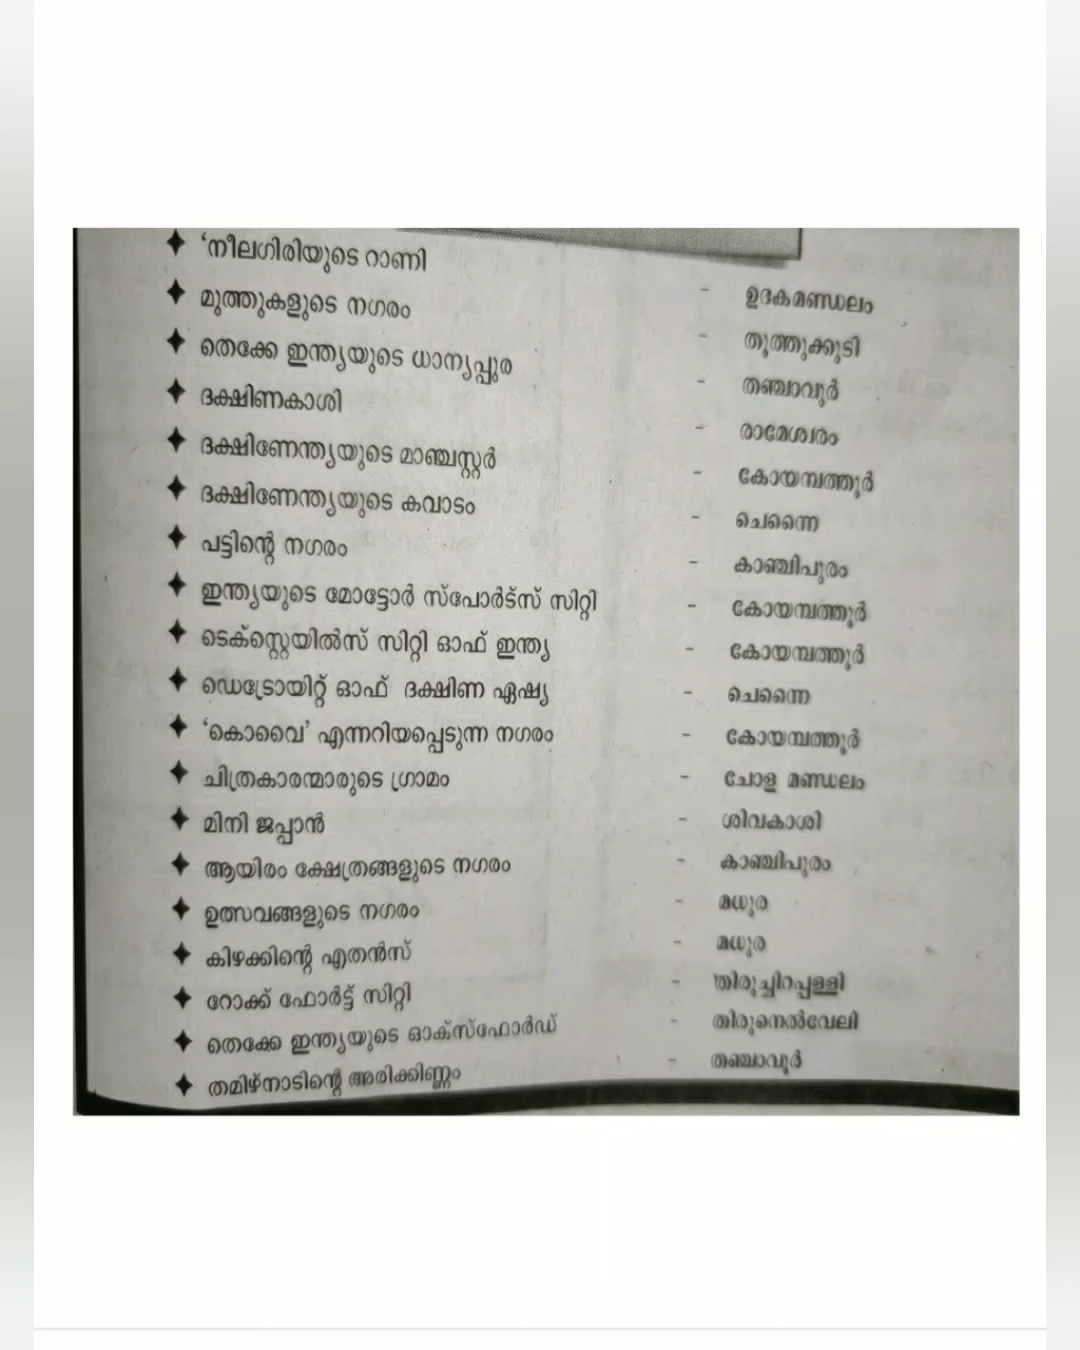 ‘നീലഗിരിയുടെ റാണി - ഉദകമണ്ഡലം
മുത്തുകളുടെ നഗരം - തൂത്തുക്കുടി
തെക്കേ ഇന്ത്യയുടെ ധാന്യപ്പുര - തഞ്ചാവൂർ
ദക്ഷിണകാശി - രാമേശ്വരം
ദക്ഷിണേന്ത്യയുടെ മാഞ്ചസ്റ്റർ - കോയമ്പത്തൂർ
ദക്ഷിണേന്ത്യയുടെ കവാടം - ചെന്നൈ
പട്ടിന്റെ നഗരം - കാഞ്ചിപുരം
ഇന്ത്യയുടെ മോട്ടോർ സ്പോർട്സ് സിറ്റി - കോയമ്പത്തൂർ
ടെക്സ്റ്റെയിൽസ് സിറ്റി ഓഫ് ഇന്ത്യ - കോയമ്പത്തൂർ
ഡെട്രോയിറ്റ് ഓഫ് ദക്ഷിണ ഏഷ്യ - ചെന്നൈ
‘കൊവൈ’ എന്നറിയപ്പെടുന്ന നഗരം - കോയമ്പത്തൂർ
ചിത്രകാരന്മാരുടെ ഗ്രാമം - ചോള മണ്ഡലം
മിനി ജപ്പാൻ - ശിവകാശി
ആയിരം ക്ഷേത്രങ്ങളുടെ നഗരം - കാഞ്ചിപുരം
ഉത്സവങ്ങളുടെ നഗരം - മധുര
കിഴക്കിന്റെ എതൻസ് - മധുര
റോക്ക് ഫോർട്ട് സിറ്റി - തിരുച്ചിറപ്പള്ളി
തെക്കേ ഇന്ത്യയുടെ ഓക്സ്ഫോർഡ് - തിരുനെൽവേലി
തമിഴ്നാടിന്റെ അരിക്കിണ്ണം - തഞ്ചാവൂർ